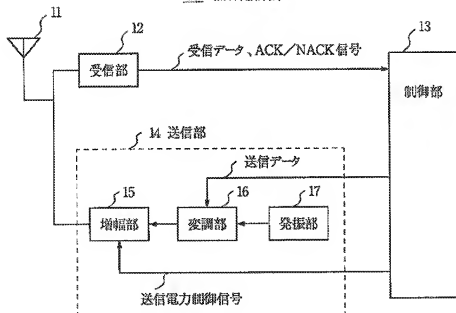 11
12
13
受信部
受信データ、ACK/NACK信号
制御部
14 送信部
送信データ
15
16
17
増幅部
変調部
発振部
送信電力制御信号